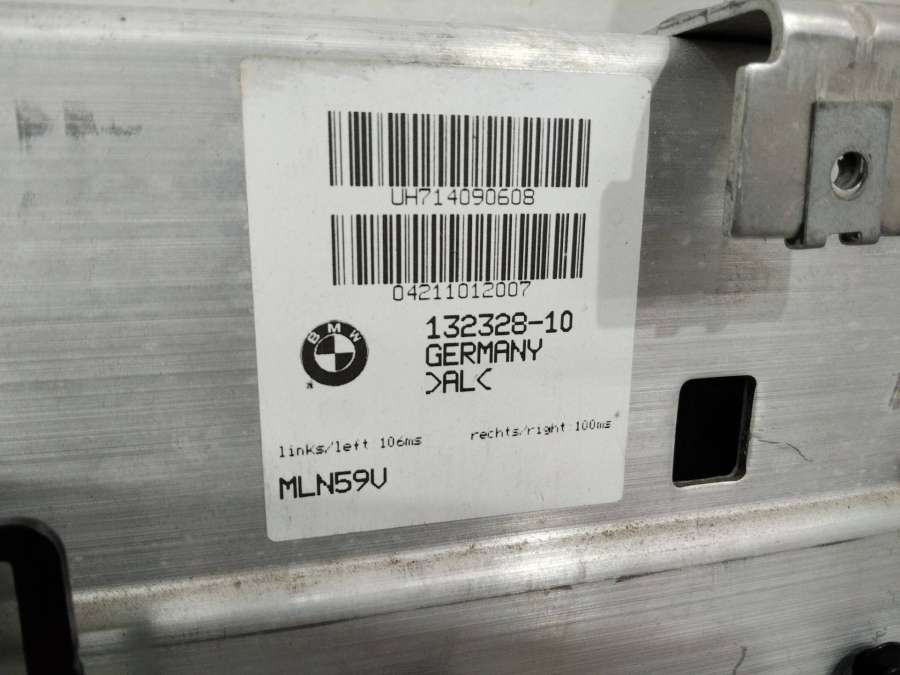 UH714090608
04211012007
BMW
132328-10
GERMANY
>AL<
links/left 106ms
rechts/right 100ms
MLN59V